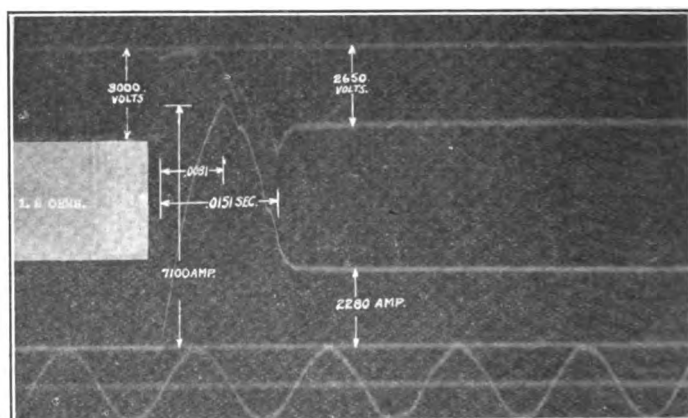 3000.
VOLTS
2650.
VOLTS.
.0081
.0151 SEC.
7100 AMP.
2280 AMP.